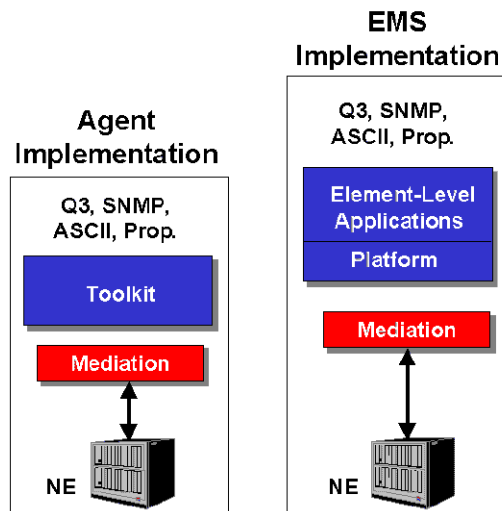 Agent
Implementation
Q3, SNMP,
ASCII, Prop.
Toolkit
Mediation
NE
EMS
Implementation
Q3, SNMP,
ASCII, Prop.
Element-Level
Applications
Platform
Mediation
NE